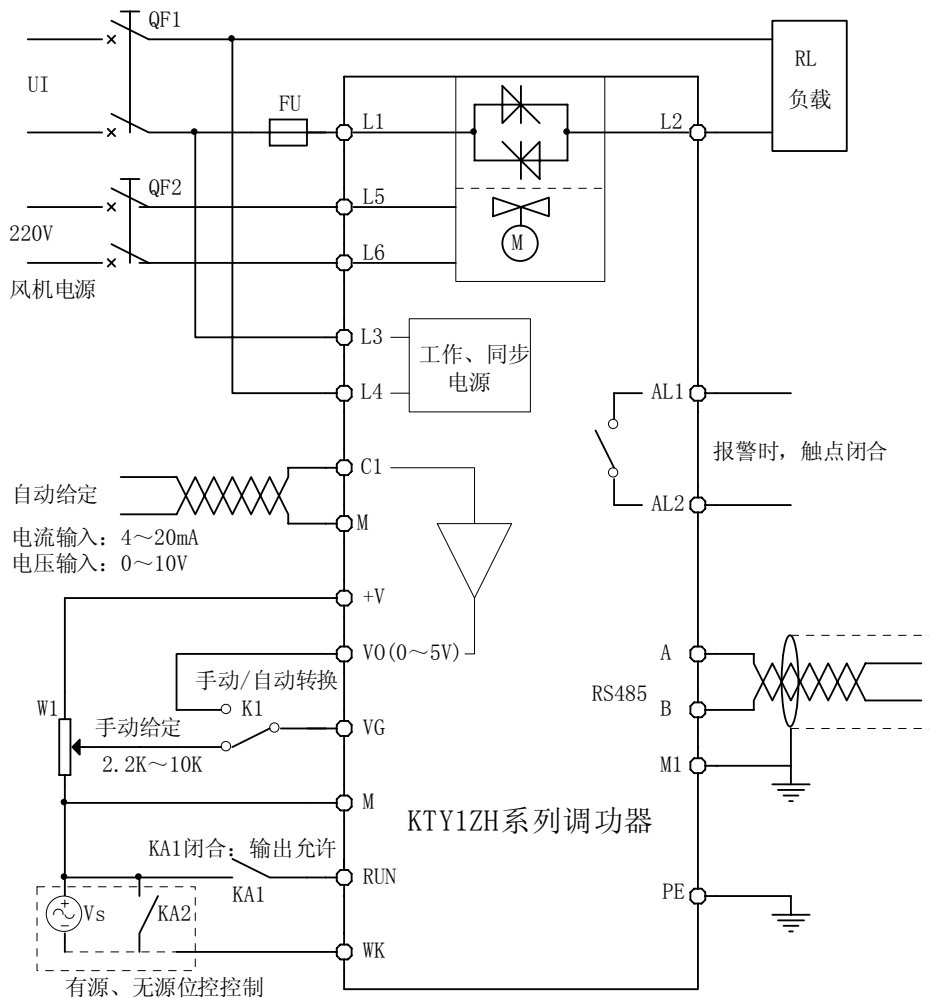 QF1
UI
RL
负载
FU
L1
L2
QF2
L5
220V
M
L6
风机电源
L3
工作、同步
电源
L4
AL1
报警时，触点闭合
C1
自动给定
AL2
M
电流输入：4～20mA
电压输入：0～10V
+V
VO(0～5V)
A
手动/自动转换
RS485
W1
K1
B
手动给定
VG
2.2K～10K
M1
M
KTY1ZH系列调功器
KA1闭合：输出允许
RUN
KA1
PE
Vs
KA2
WK
有源、无源位控控制